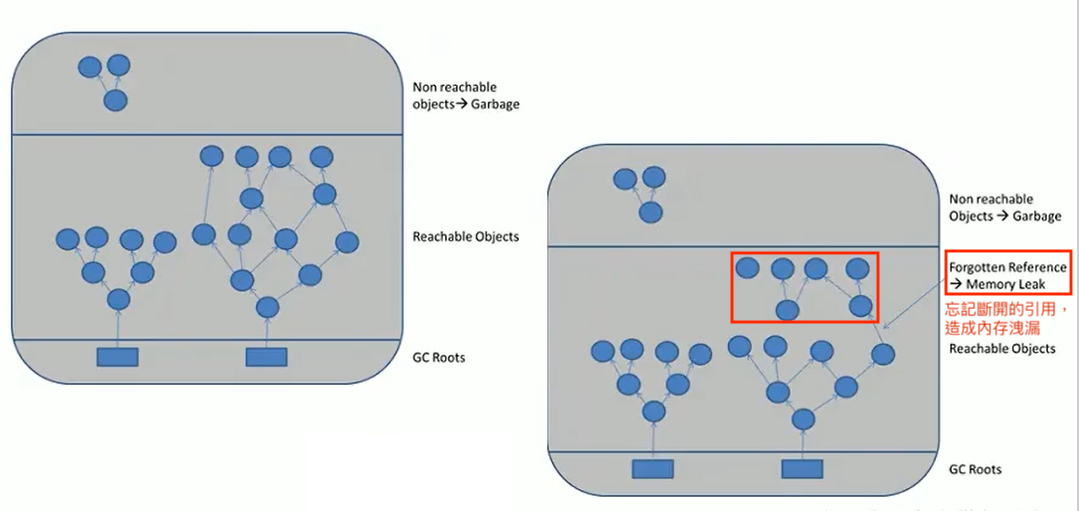 Non reachable
objects→ Garbage
Reachable Objects
GC Roots
Non reachable
Objects → Garbage
Forgotten Reference
→ Memory Leak
忘記斷開的引用，
造成內存洩漏
Reachable Objects
GC Roots